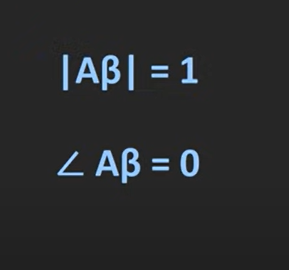 |Aβ| = 1
∠ Aβ = 0